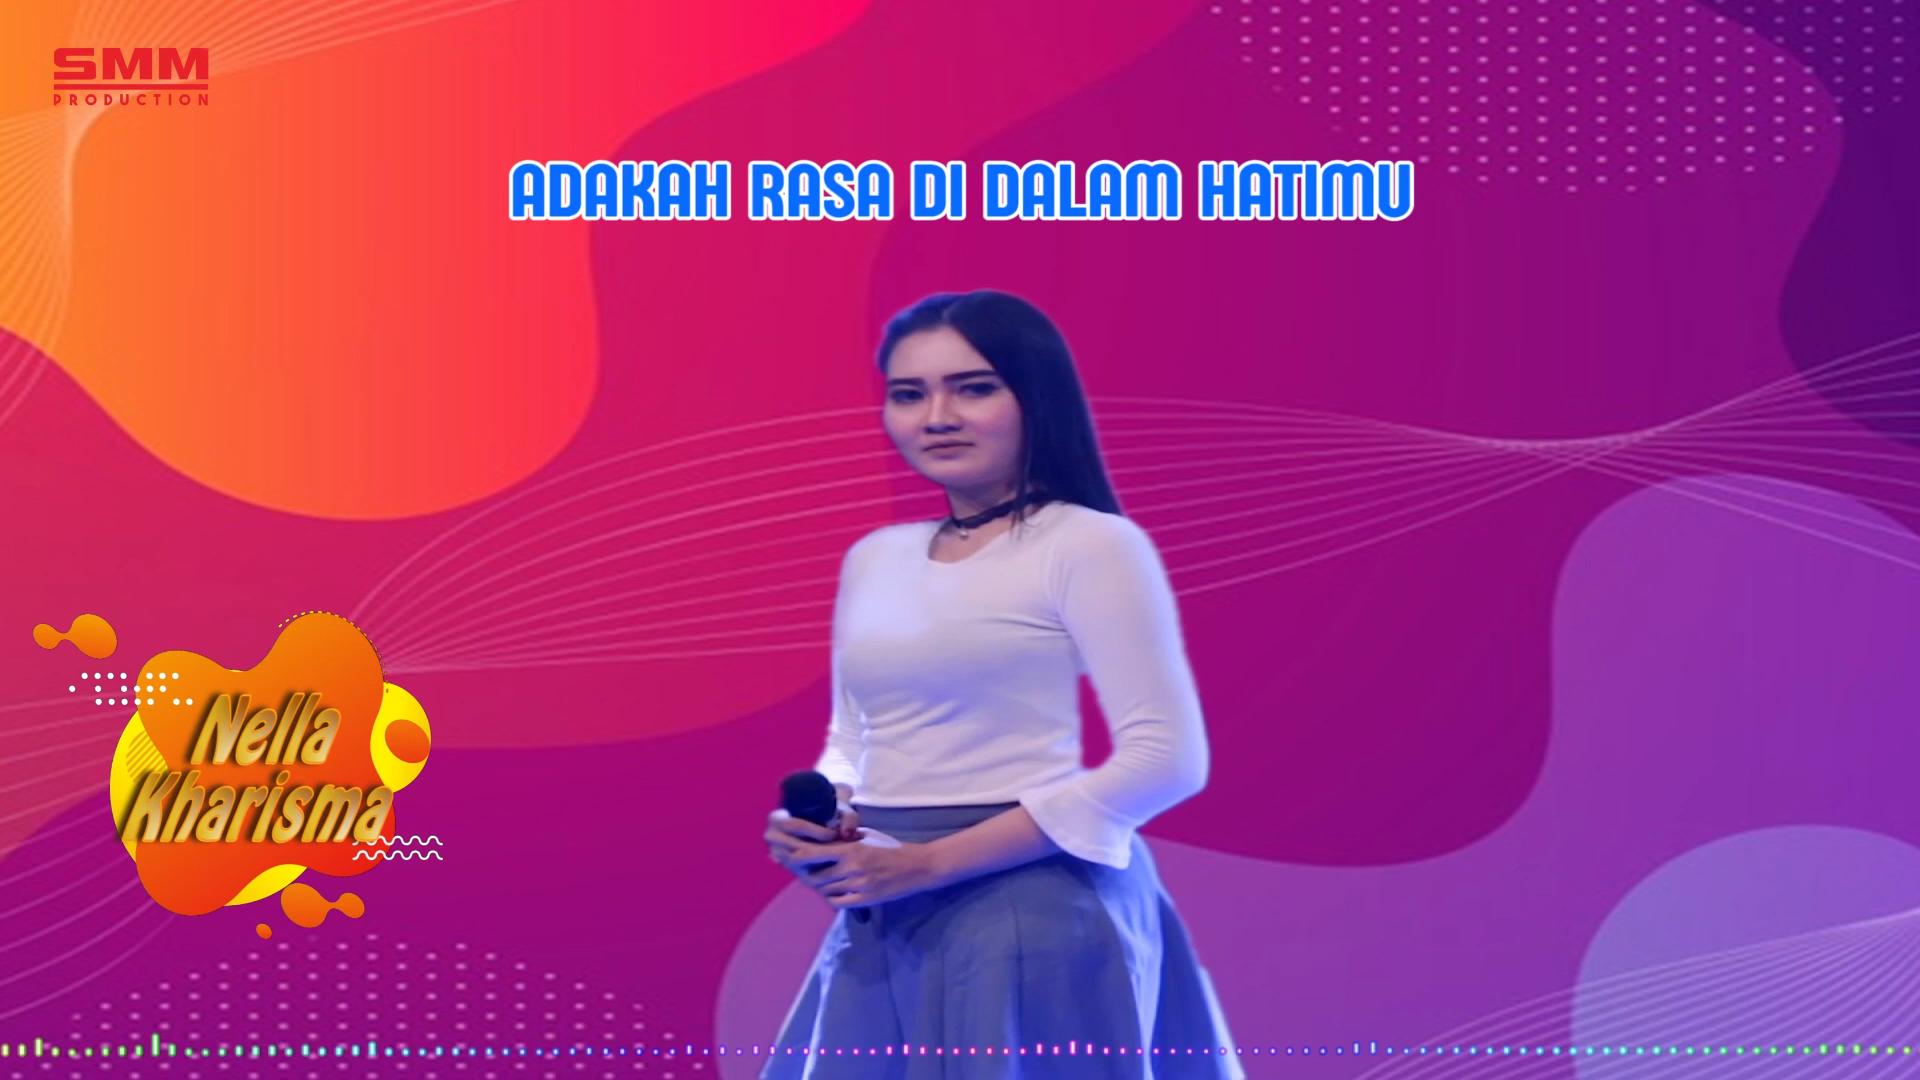 SMM
PRODUCTION
ADAKAH RASA DI DALAM HATIMU
Nella
Kharisma